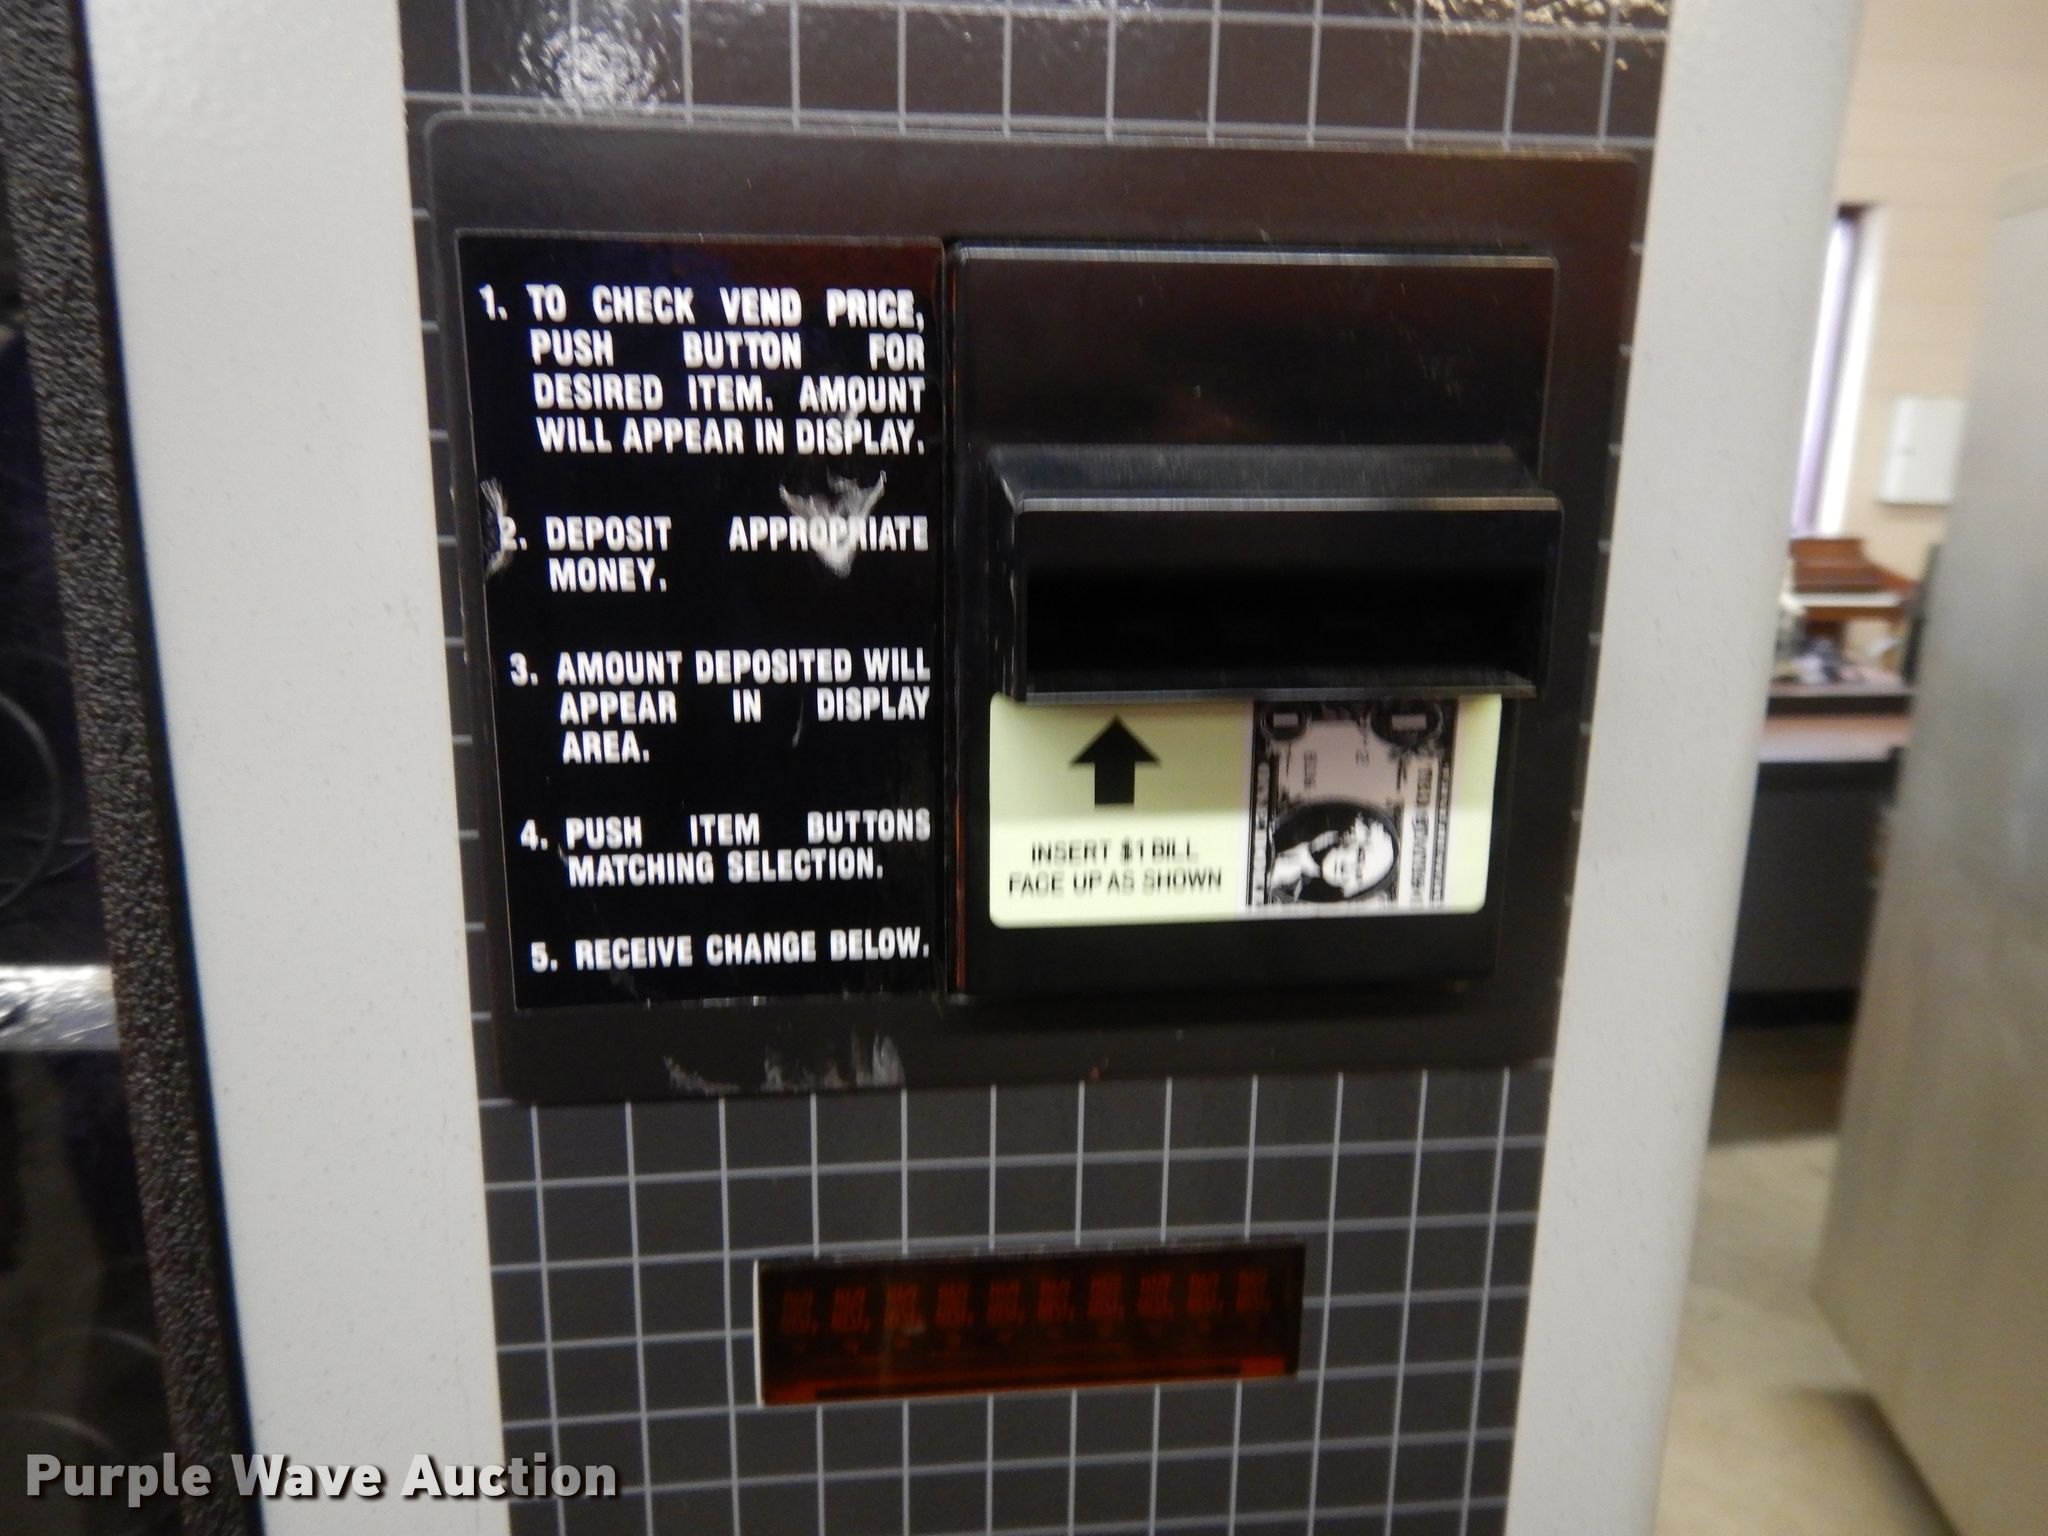 1. TO CHECK VEND PRICE,
PUSH BUTTON FOR
DESIRED ITEM. AMOUNT
WILL APPEAR IN DISPLAY.
2. DEPOSIT APPROPRIATE
MONEY.
3. AMOUNT DEPOSITED WILL
APPEAR IN DISPLAY
AREA.
4. PUSH ITEM BUTTONS
MATCHING SELECTION.
5. RECEIVE CHANGE BELOW.
INSERT $1 BILL
FACE UP AS SHOWN
Purple Wave Auction